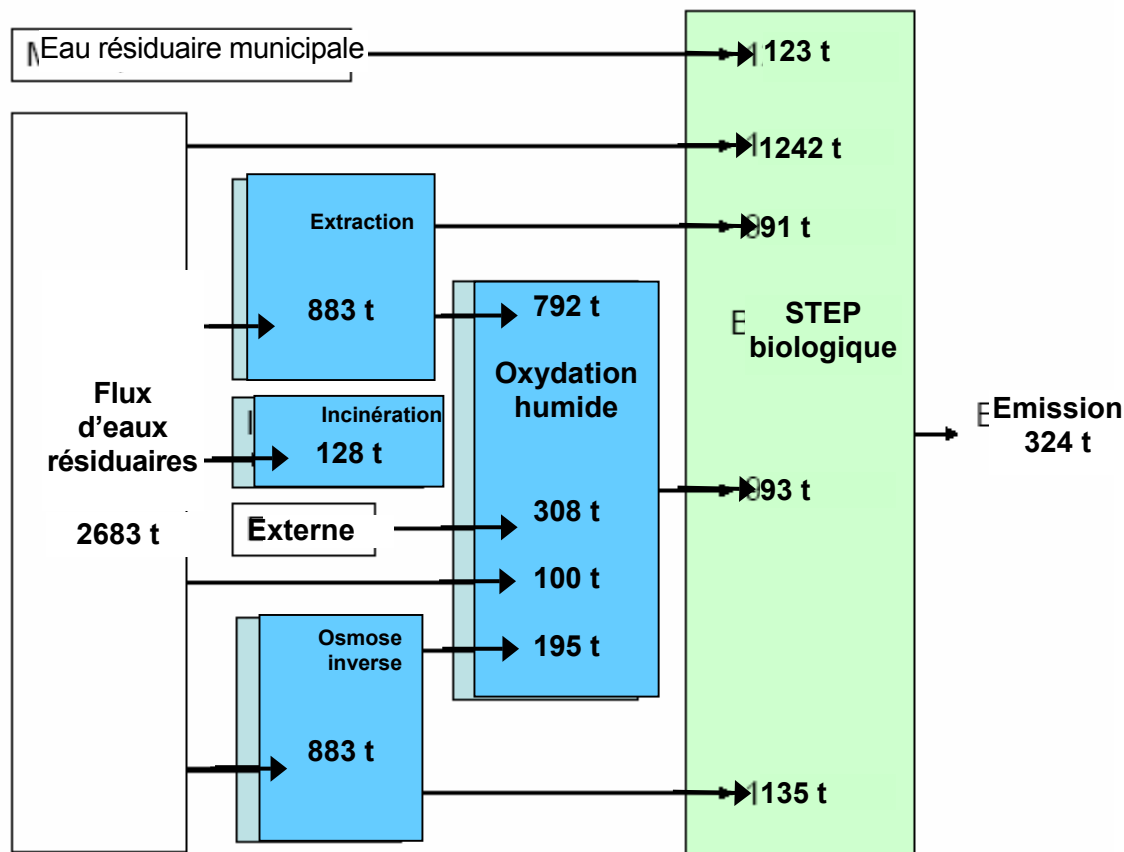 Eau résiduaire municipale
123 t
1242 t
Extraction
91 t
883 t
792 t
STEP
biologique
Oxydation
humide
Flux
d'eaux
résiduaires
2683 t
Incinération
128 t
Emission
324 t
93 t
Externe
308 t
100 t
Osmose
inverse
195 t
883 t
135 t